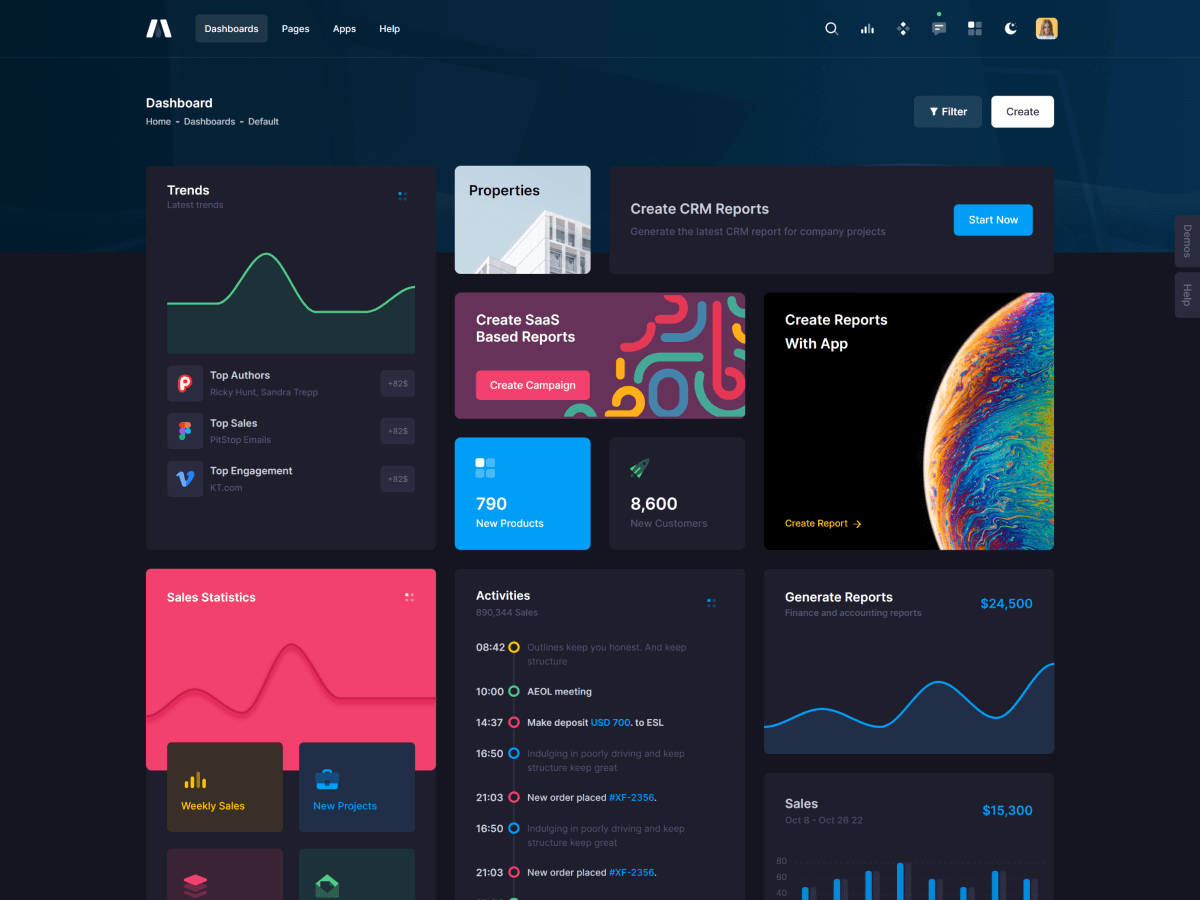 Dashboards
Pages
Apps
Help
Dashboard
Home - Dashboards - Default
Filter
Create
Trends
Latest trends
Top Authors
Ricky Hunt, Sandra Trepp
+82$
Top Sales
PitStop Emails
+82$
Top Engagement
KT.com
+82$
Properties
Create CRM Reports
Generate the latest CRM report for company projects
Start Now
Create SaaS
Based Reports
Create Campaign
790
New Products
8,600
New Customers
Create Reports
With App
Create Report
Demos
Help
Sales Statistics
Weekly Sales
New Projects
Activities
890,344 Sales
08:42 Outlines keep you honest. And keep
structure
10:00 AEOL meeting
14:37 Make deposit USD 700. to ESL
16:50 Indulging in poorly driving and keep
structure keep great
21:03 New order placed #XF-2356.
16:50 Indulging in poorly driving and keep
structure keep great
21:03 New order placed #XF-2356.
Generate Reports
Finance and accounting reports
$24,500
Sales
Oct 8 - Oct 26 22
$15,300
80
60
40